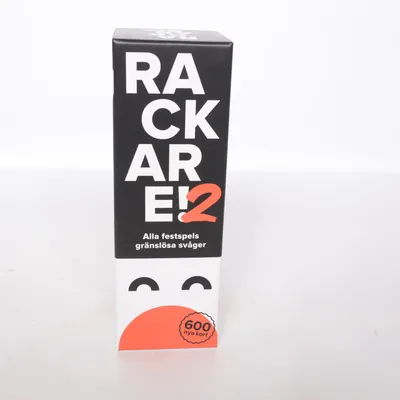 RA
CK
AR
E!2
Alla festspels
gränslösa svåger
600
nya kort